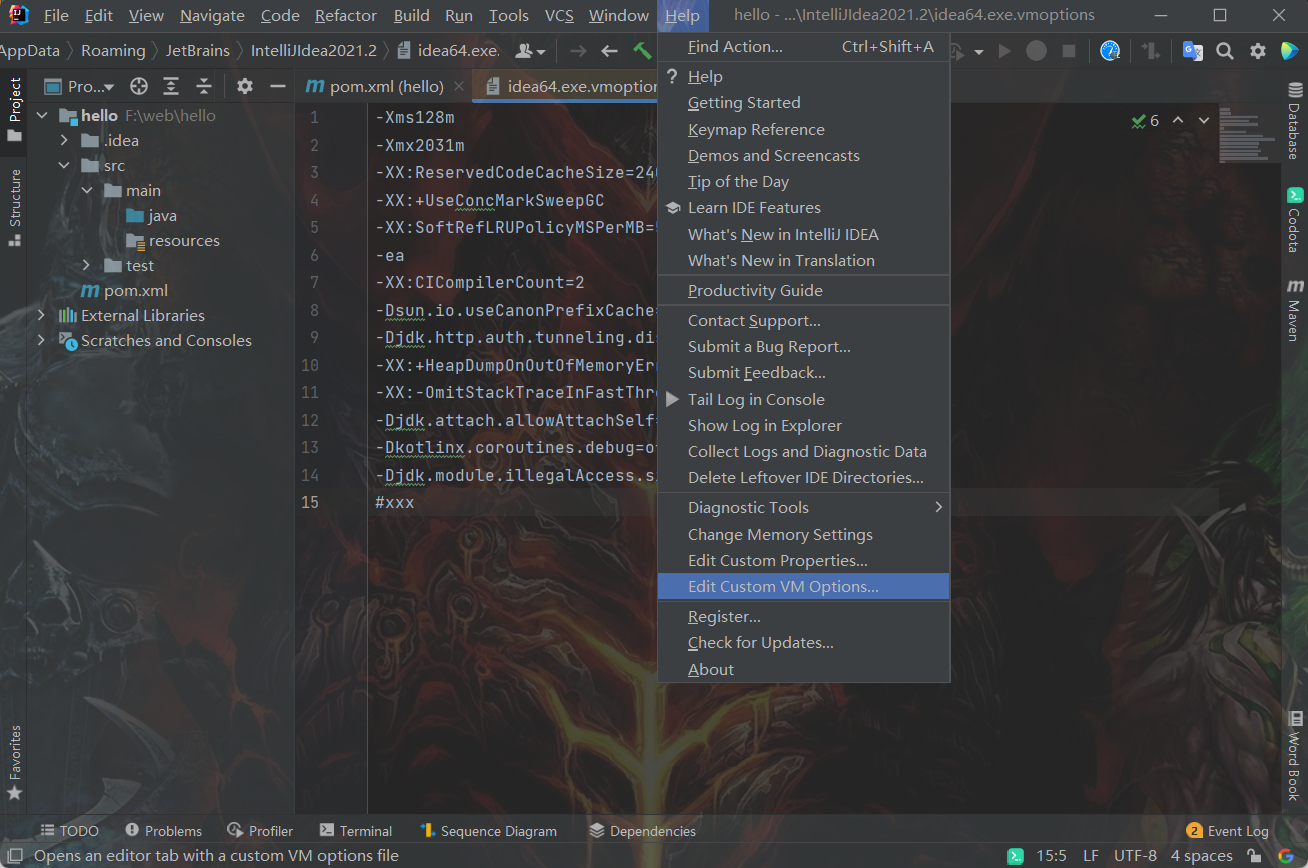 File Edit View Navigate Code Refactor Build Run Tools VCS Window Help hello - ...\IntelliJIdea2021.2\idea64.exe.vmoptions
AppData Roaming JetBrains IntelliJIdea2021.2 idea64.exe.
Pro...
pom.xml (hello)
idea64.exe.vmoption
Project
Structure
Favorites
hello F:\web\hello
.idea
src
main
java
resources
test
pom.xml
External Libraries
Scratches and Consoles
1 -Xms128m
2 -Xmx2031m
3 -XX:ReservedCodeCacheSize=24
4 -XX:+UseConcMarkSweepGC
5 -XX:SoftRefLRUPolicyMSPerMB=
6 -ea
7 -XX:CICompilerCount=2
8 -Dsun.io.useCanonPrefixCache=
9 -Djdk.http.auth.tunneling.di
10 -XX:+HeapDumpOnOutOfMemoryEr
11 -XX:-OmitStackTraceInFastThr
12 -Djdk.attach.allowAttachSelf=
13 -Dkotlinx.coroutines.debug=o
14 -Djdk.module.illegalAccess.s
15 #xxx
6
Find Action... Ctrl+Shift+A
? Help
Getting Started
Keymap Reference
Demos and Screencasts
Tip of the Day
Learn IDE Features
What's New in IntelliJ IDEA
What's New in Translation
Productivity Guide
Contact Support...
Submit a Bug Report...
Submit Feedback...
Tail Log in Console
Show Log in Explorer
Collect Logs and Diagnostic Data
Delete Leftover IDE Directories...
Diagnostic Tools
Change Memory Settings
Edit Custom Properties...
Edit Custom VM Options...
Register...
Check for Updates...
About
Database
Codota
Maven
Word Book
TODO Problems Profiler Terminal Sequence Diagram Dependencies 2 Event Log
Opens an editor tab with a custom VM options file 15:5 LF UTF-8 4 spaces